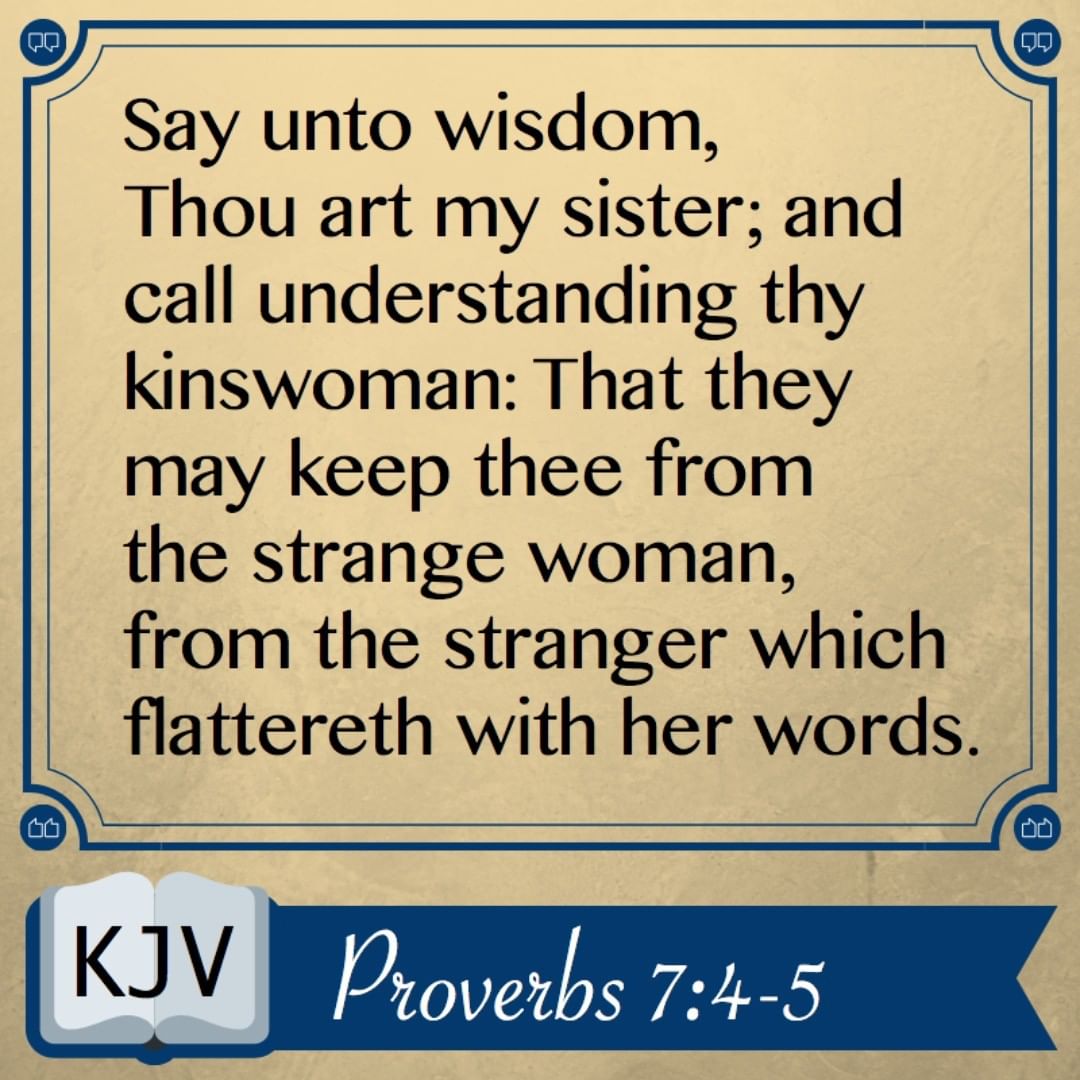 Say unto wisdom,
Thou art my sister; and
call understanding thy
kinswoman: That they
may keep thee from
the strange woman,
from the stranger which
flattereth with her words.
KJV
Proverbs 7:4-5